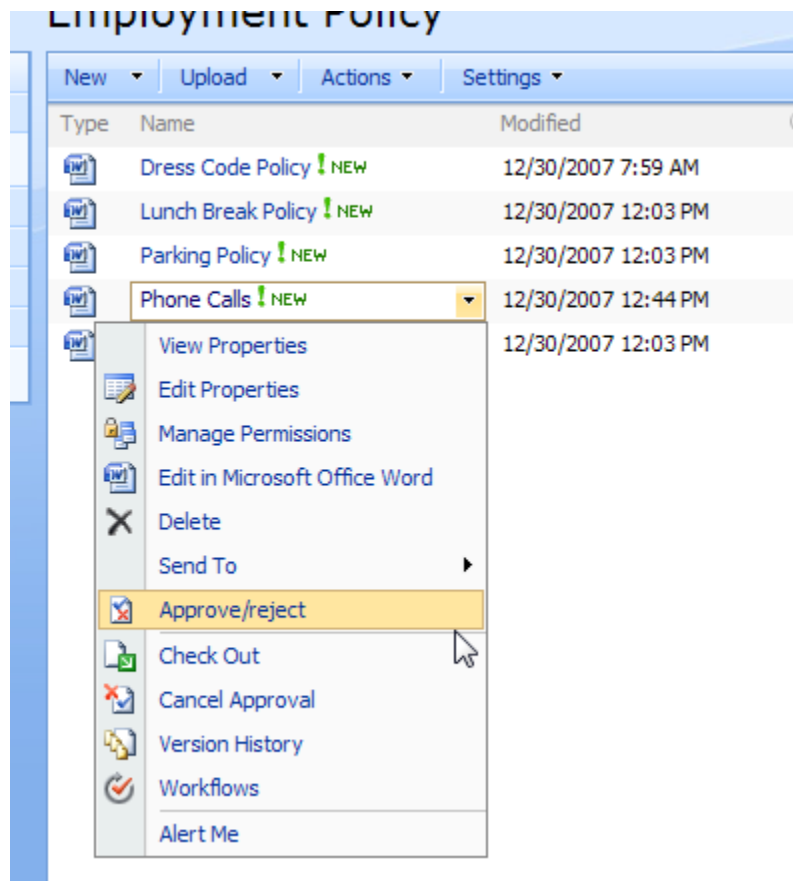 Employment Policy
New Upload Actions Settings
Type Name Modified
Dress Code Policy ! NEW 12/30/2007 7:59 AM
Lunch Break Policy ! NEW 12/30/2007 12:03 PM
Parking Policy ! NEW 12/30/2007 12:03 PM
Phone Calls ! NEW 12/30/2007 12:44 PM
12/30/2007 12:03 PM
View Properties
Edit Properties
Manage Permissions
Edit in Microsoft Office Word
Delete
Send To
Approve/reject
Check Out
Cancel Approval
Version History
Workflows
Alert Me